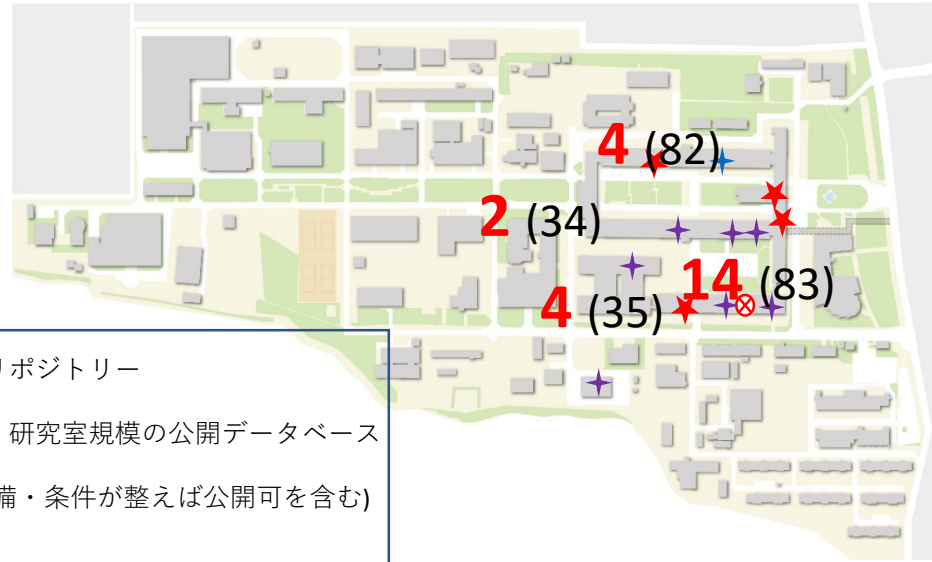 4 (82)
2 (34)
14 (83)
4 (35)
リポジトリー
研究室規模の公開データベース
備・条件が整えば公開可を含む)